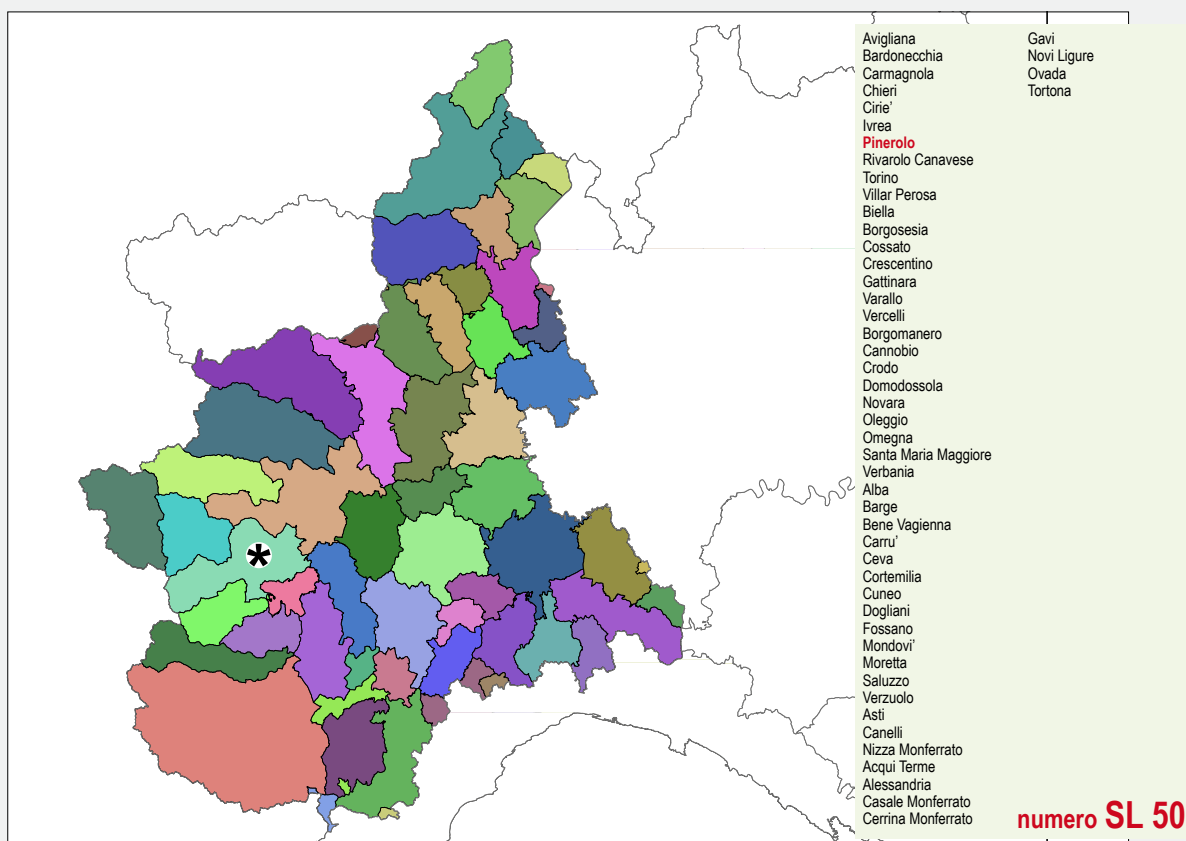 Avigliana
Bardonecchia
Carmagnola
Chieri
Cirie'
Ivrea
Pinerolo
Rivarolo Canavese
Torino
Villar Perosa
Biella
Borgosesia
Cossato
Crescentino
Gattinara
Varallo
Vercelli
Borgomanero
Cannobio
Crodo
Domodossola
Novara
Oleggio
Omegna
Santa Maria Maggiore
Verbania
Alba
Barge
Bene Vagienna
Carru'
Ceva
Cortemilia
Cuneo
Dogliani
Fossano
Mondovi'
Moretta
Saluzzo
Verzuolo
Asti
Canelli
Nizza Monferrato
Acqui Terme
Alessandria
Casale Monferrato
Cerrina Monferrato
Gavi
Novi Ligure
Ovada
Tortona
numero SL 50